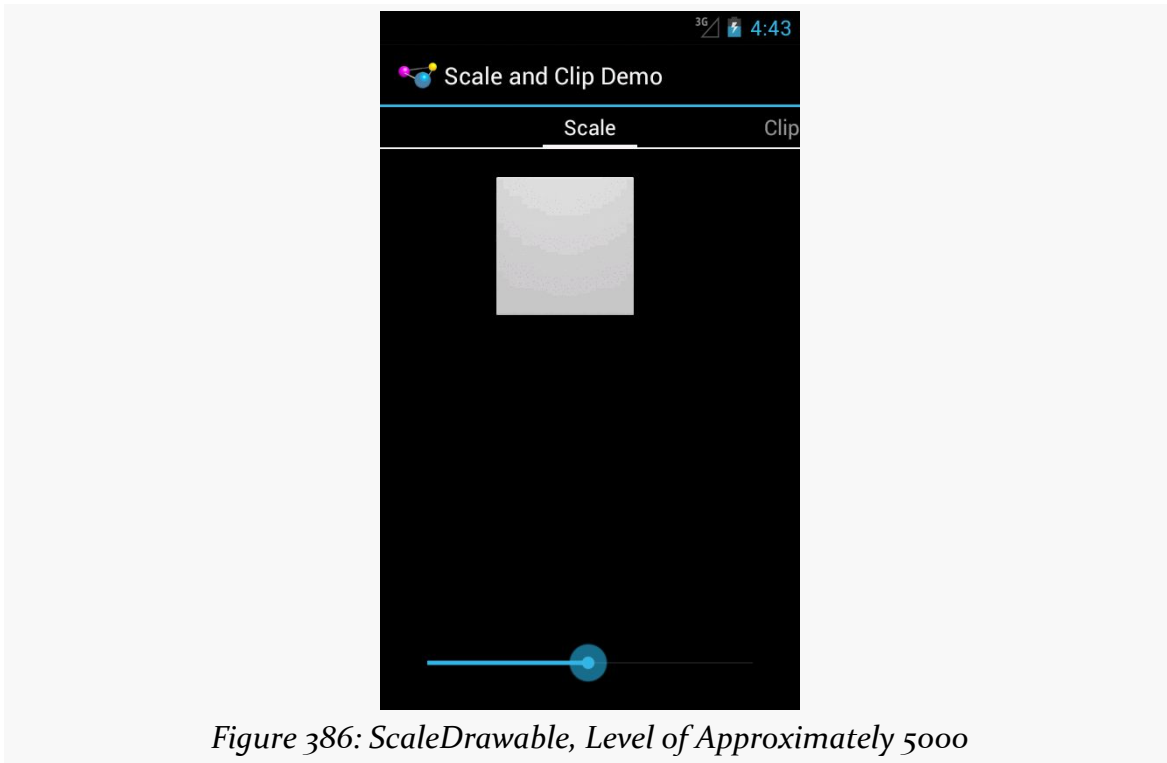 3G 4:43
Scale and Clip Demo
Scale Clip
Figure 386: ScaleDrawable, Level of Approximately 5000